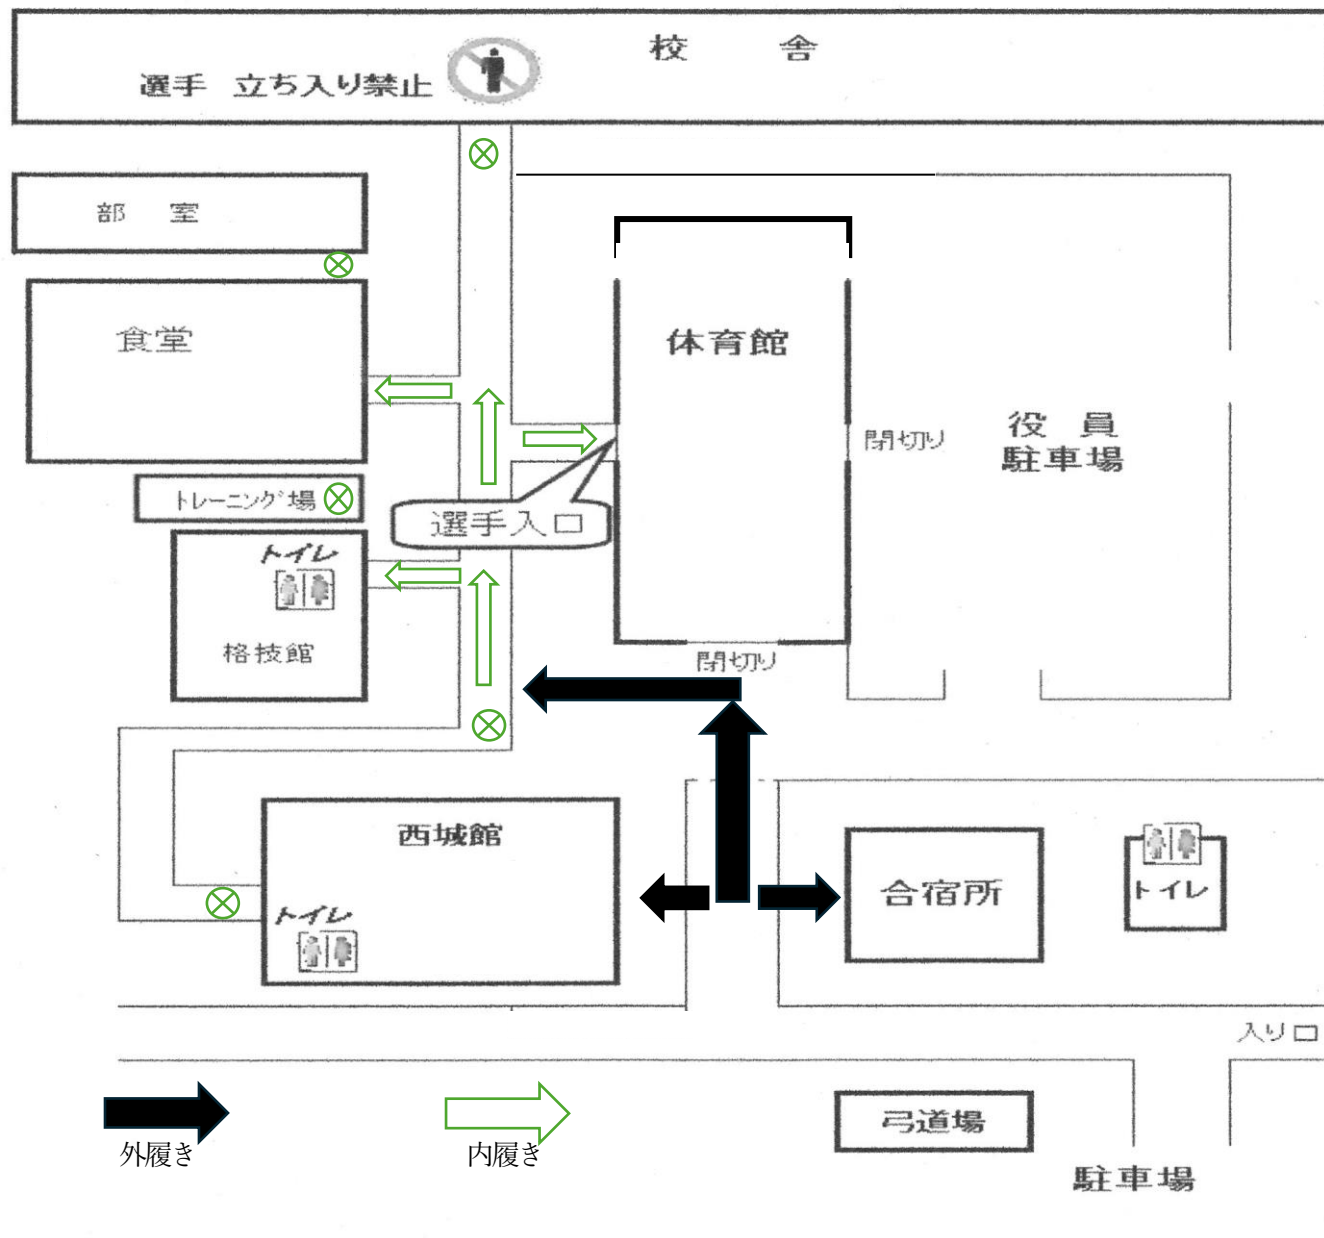 校 舎
選手 立ち入り禁止
部 室
食堂
体育館
役 員
駐車場
閉切り
トレーニング場
選手入口
トイレ
格技館
閉切り
西城館
トイレ
合宿所
トイレ
入り口
外履き
内履き
弓道場
駐車場